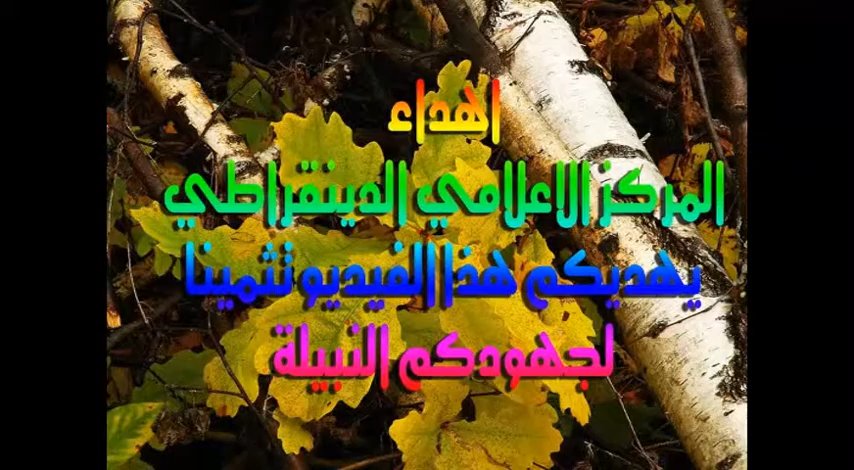 اهداء
المركز الاعلامي الديمقراطي
يهديكم هذا الفيديو تثمينا
لجهودكم النبيلة